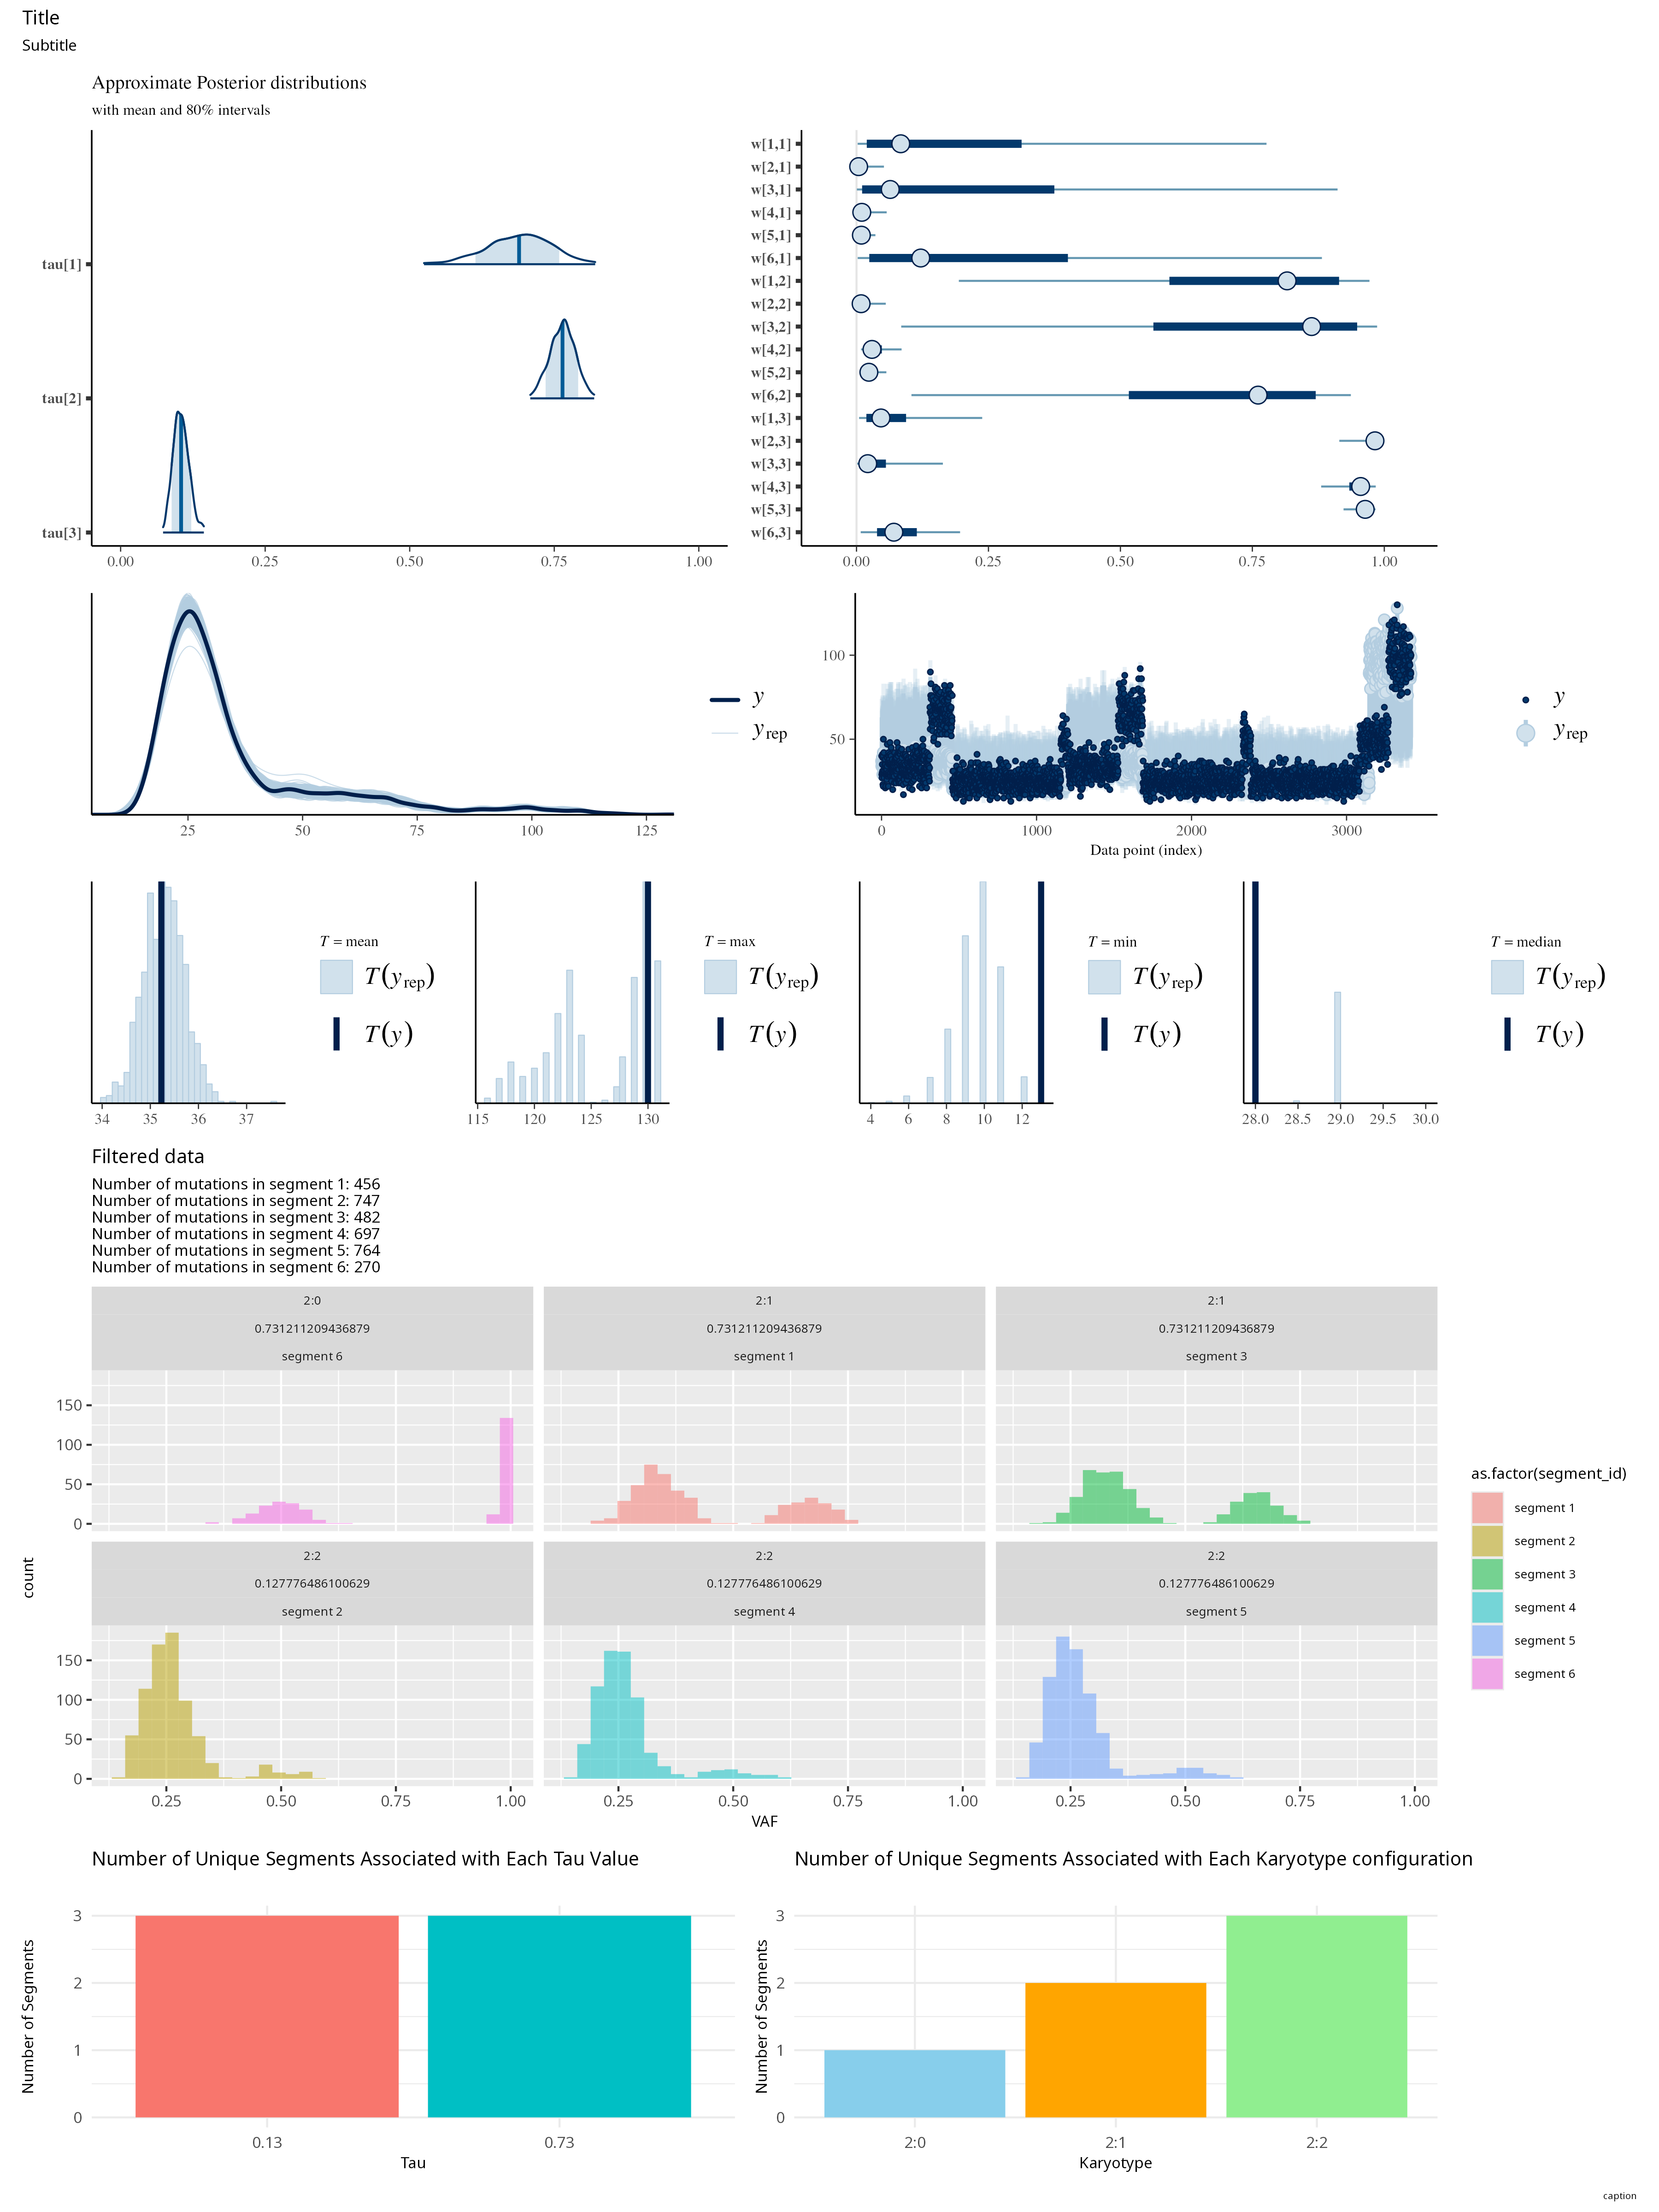 Title
Subtitle
Approximate Posterior distributions
with mean and 80% intervals
tau[1]
tau[2]
tau[3]
0.00 0.25 0.50 0.75 1.00
w[1,1]
w[2,1]
w[3,1]
w[4,1]
w[5,1]
w[6,1]
w[1,2]
w[2,2]
w[3,2]
w[4,2]
w[5,2]
w[6,2]
w[1,3]
w[2,3]
w[3,3]
w[4,3]
w[5,3]
w[6,3]
0.00 0.25 0.50 0.75 1.00
y
yrep
25 50 75 100 125
100
50
0 1000 2000 3000
Data point (index)
y
yrep
T = mean
T(yrep)
T(y)
34 35 36 37
T = max
T(yrep)
T(y)
115 120 125 130
T = min
T(yrep)
T(y)
4 6 8 10 12
T = median
T(yrep)
T(y)
28.0 28.5 29.0 29.5 30.0
Filtered data
Number of mutations in segment 1: 456
Number of mutations in segment 2: 747
Number of mutations in segment 3: 482
Number of mutations in segment 4: 697
Number of mutations in segment 5: 764
Number of mutations in segment 6: 270
2:0 2:1 2:1
0.731211209436879 0.731211209436879 0.731211209436879
segment 6 segment 1 segment 3
150
100
50
0
2:2 2:2 2:2
0.127776486100629 0.127776486100629 0.127776486100629
segment 2 segment 4 segment 5
150
100
50
0
count
0.25 0.50 0.75 1.00 0.25 0.50 0.75 1.00 0.25 0.50 0.75 1.00
VAF
as.factor(segment_id)
segment 1
segment 2
segment 3
segment 4
segment 5
segment 6
Number of Unique Segments Associated with Each Tau Value
Number of Segments
3
2
1
0
0.13 0.73
Tau
Number of Unique Segments Associated with Each Karyotype configuration
Number of Segments
3
2
1
0
2:0 2:1 2:2
Karyotype
caption